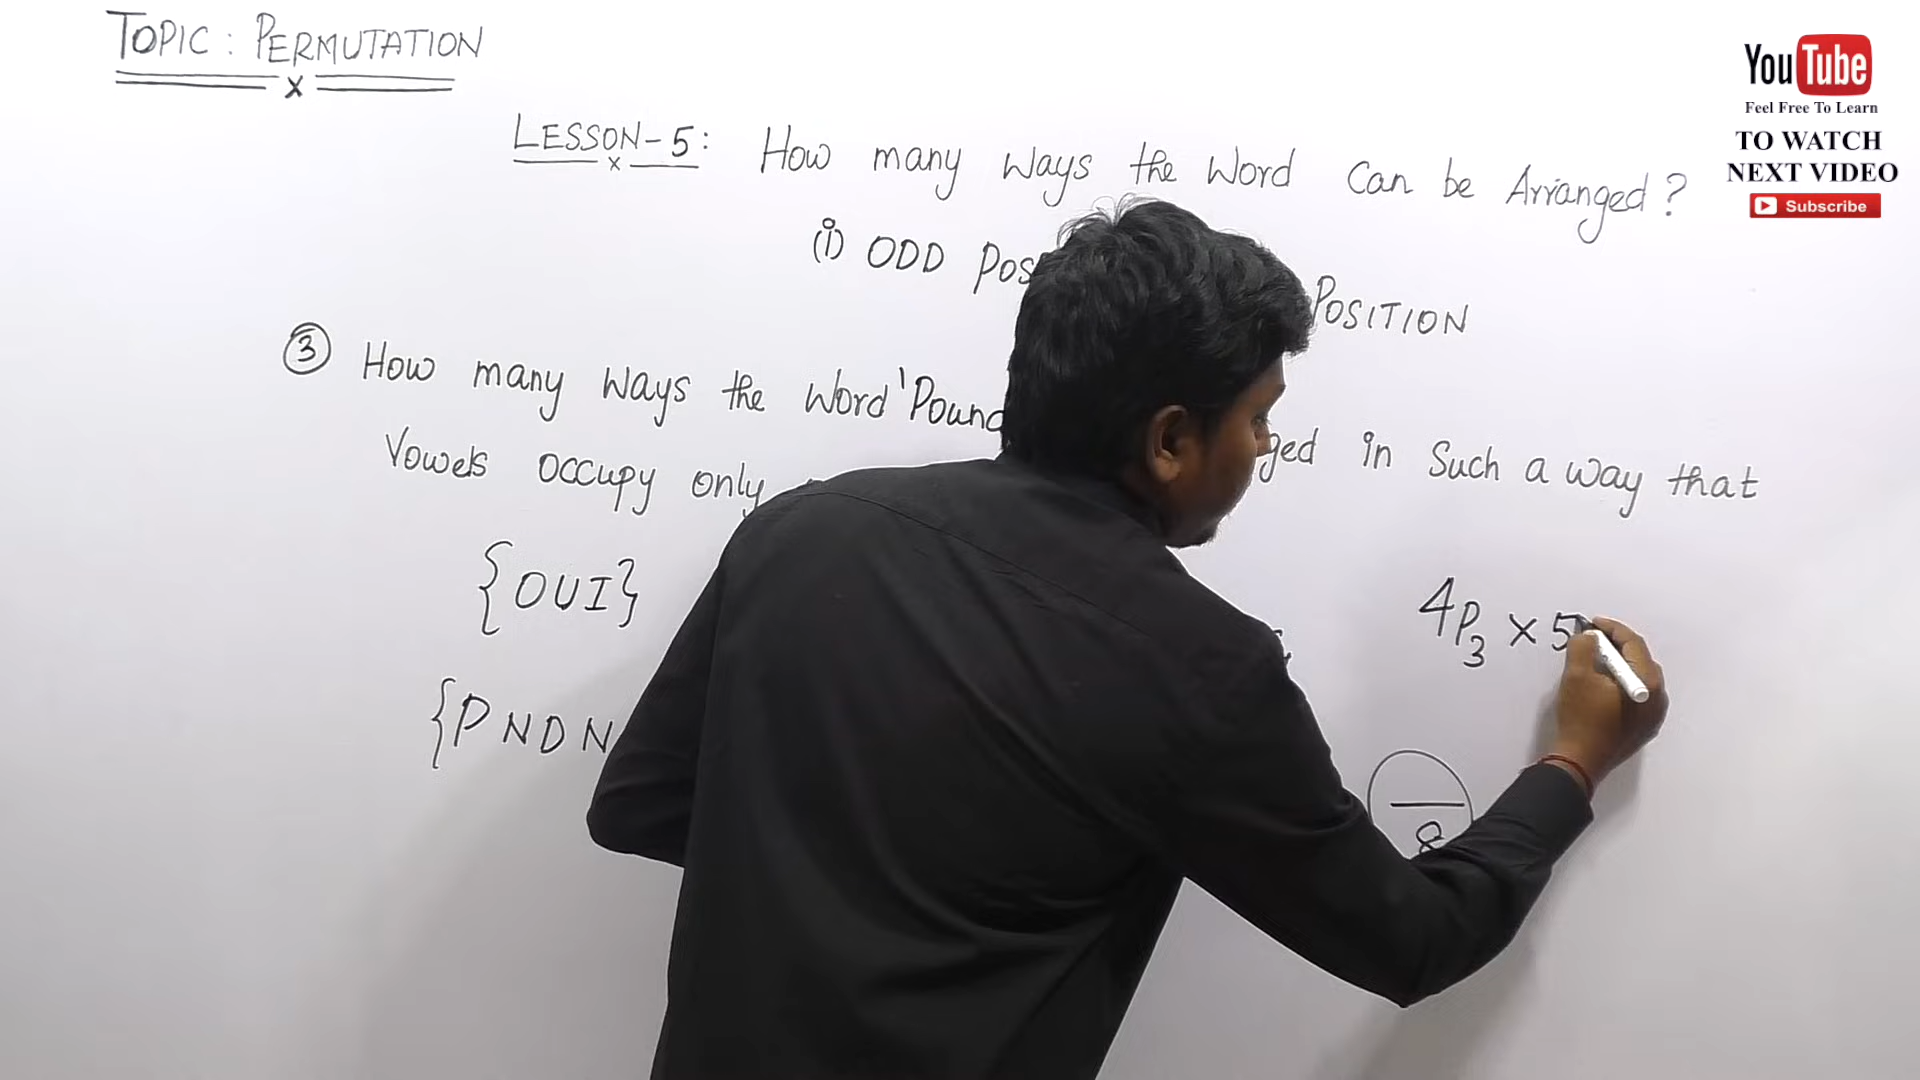 TOPIC: PERMUTATION
x
YouTube
Feel Free To Learn
TO WATCH
NEXT VIDEO
Subscribe
LESSON-5: How many ways the word can be Arranged?
x
(i) ODD POS POSITION
3 How many ways the word 'Pound ged in such a way that
Vowels occupy only
{OUI}
4P3 × 5
{P N D N
8